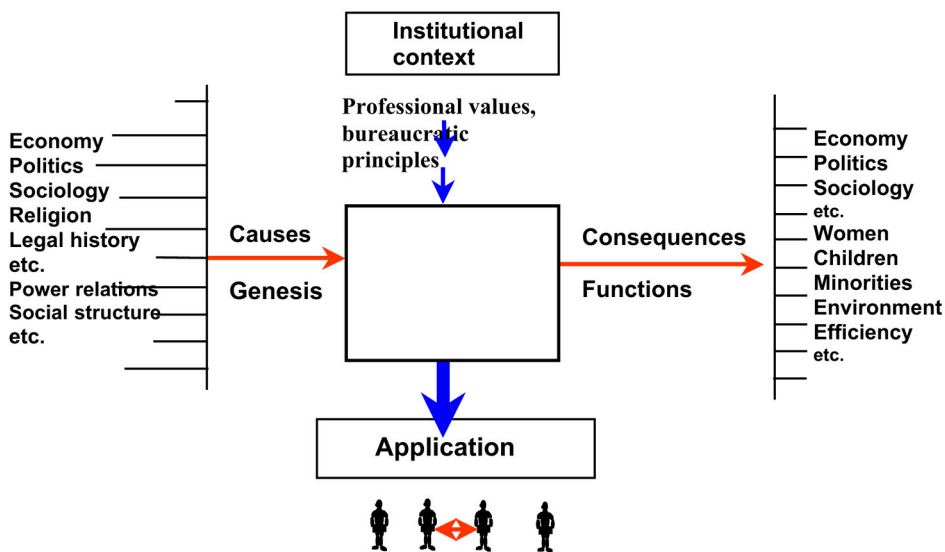 Institutional
context
Professional values,
bureaucratic
principles
Economy
Politics
Sociology
Religion
Legal history
etc.
Power relations
Social structure
etc.
Causes
Genesis
Consequences
Functions
Economy
Politics
Sociology
etc.
Women
Children
Minorities
Environment
Efficiency
etc.
Application